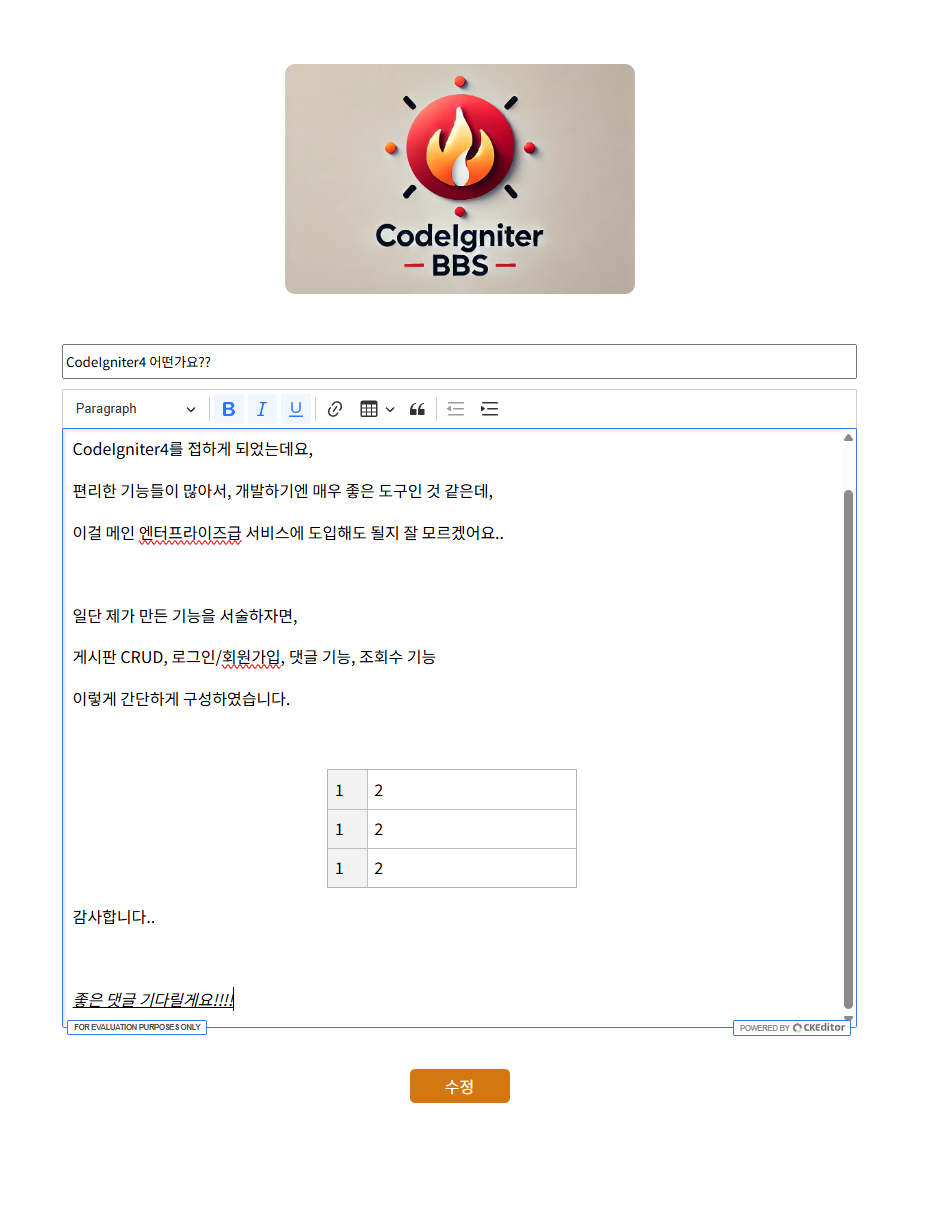 CodeIgniter
BBS
CodeIgniter4 어떤가요??
Paragraph B I U
CodeIgniter4를 접하게 되었는데요,
편리한 기능들이 많아서, 개발하기엔 매우 좋은 도구인 것 같은데,
이걸 메인 엔터프라이즈급 서비스에 도입해도 될지 잘 모르겠어요..
일단 제가 만든 기능을 서술하자면,
게시판 CRUD, 로그인/회원가입, 댓글 기능, 조회수 기능
이렇게 간단하게 구성하였습니다.
1 2
1 2
1 2
감사합니다..
좋은 댓글 기다릴게요!!!!
FOR EVALUATION PURPOSES ONLY POWERED BY CKEditor
수정